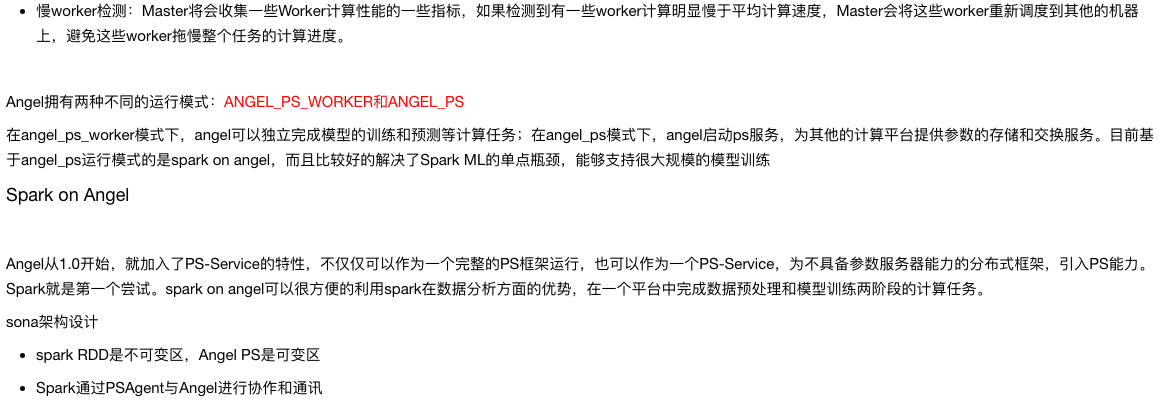 • 慢worker检测：Master将会收集一些Worker计算性能的一些指标，如果检测到有一些worker计算明显慢于平均计算速度，Master会将这些worker重新调度到其他的机器
上，避免这些worker拖慢整个任务的计算进度。
Angel拥有两种不同的运行模式：ANGEL_PS_WORKER和ANGEL_PS
在angel_ps_worker模式下，angel可以独立完成模型的训练和预测等计算任务；在angel_ps模式下，angel启动ps服务，为其他的计算平台提供参数的存储和交换服务。目前基
于angel_ps运行模式的是spark on angel，而且比较好的解决了Spark ML的单点瓶颈，能够支持很大规模的模型训练
Spark on Angel
Angel从1.0开始，就加入了PS-Service的特性，不仅仅可以作为一个完整的PS框架运行，也可以作为一个PS-Service，为不具备参数服务器能力的分布式框架，引入PS能力。
Spark就是第一个尝试。spark on angel可以很方便的利用spark在数据分析方面的优势，在一个平台中完成数据预处理和模型训练两阶段的计算任务。
sona架构设计
• spark RDD是不可变区，Angel PS是可变区
• Spark通过PSAgent与Angel进行协作和通讯